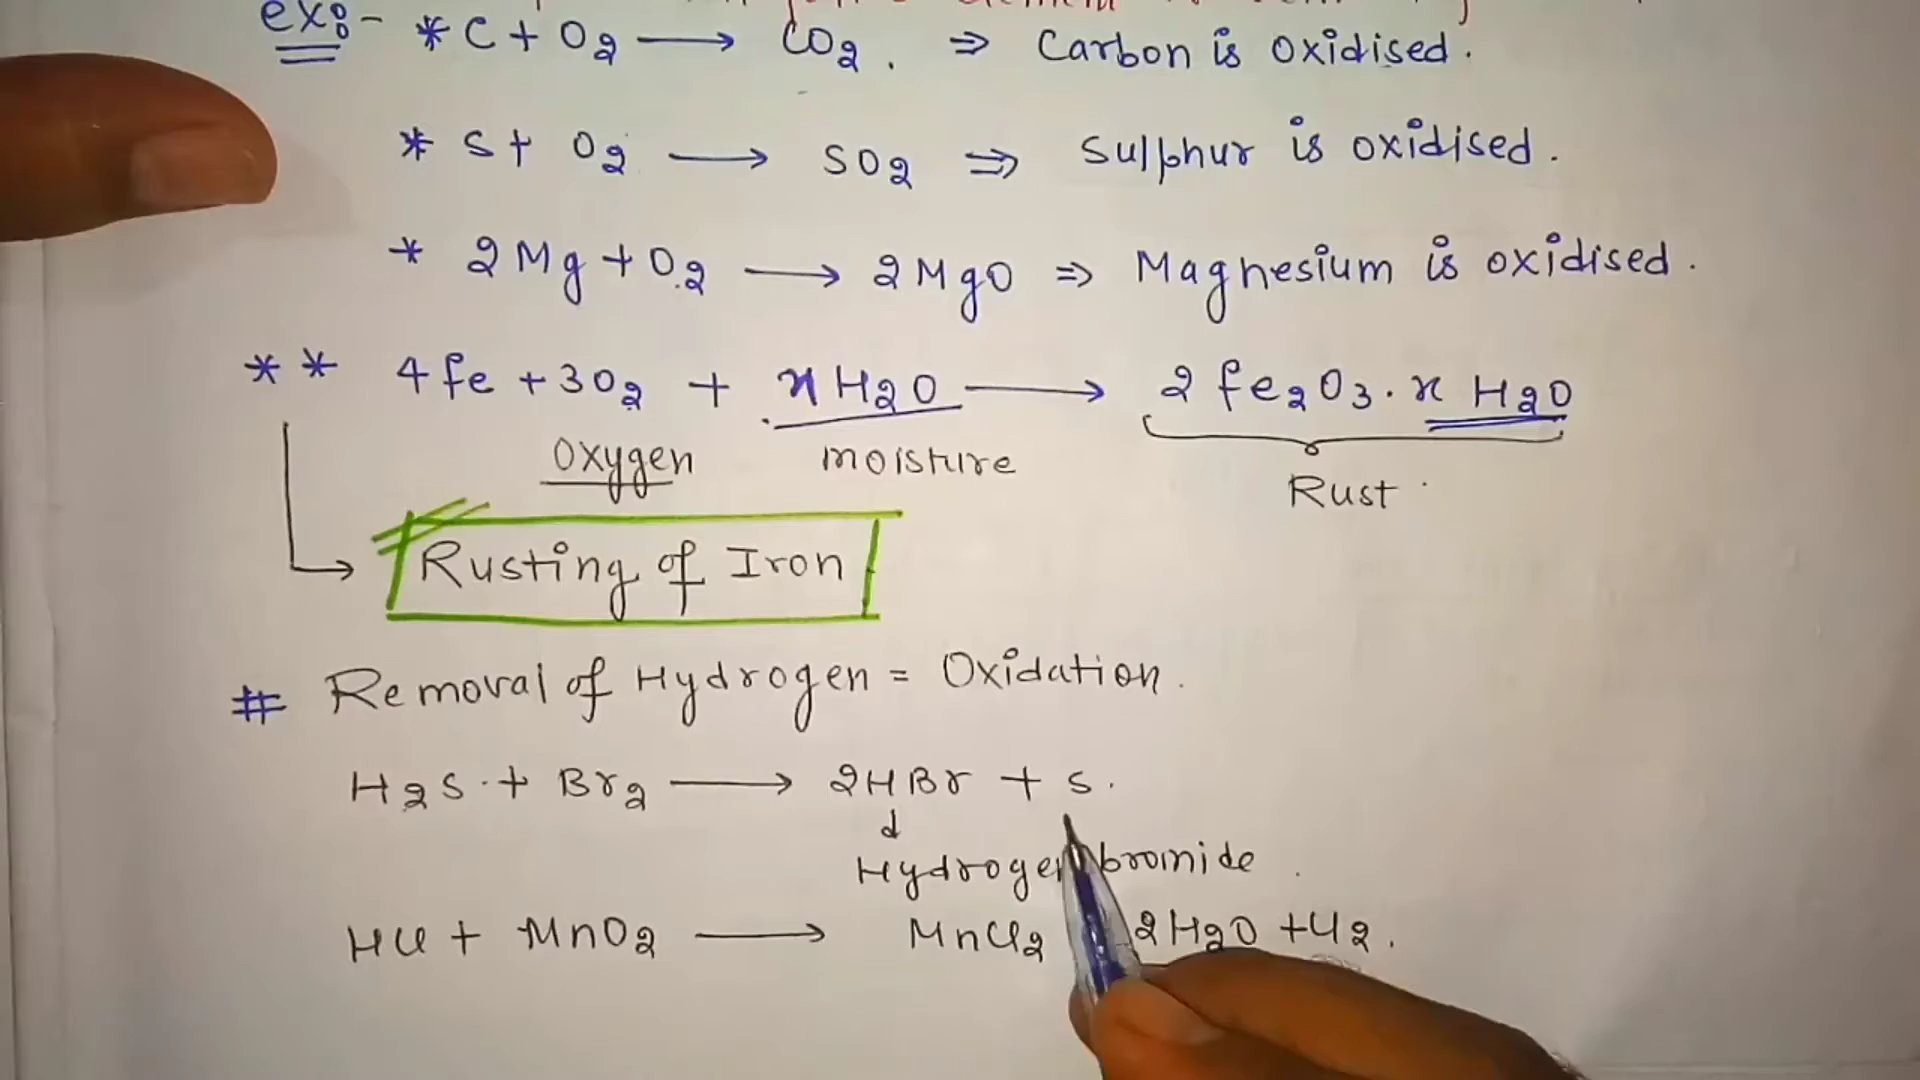 ex:- * C + O2 → CO2. ⇒ Carbon is oxidised.
* S + O2 → SO2 ⇒ Sulphur is oxidised.
* 2Mg + O2 → 2MgO ⇒ Magnesium is oxidised.
** 4fe + 3O2 + xH2O → 2fe2O3.xH2O
Oxygen moisture
Rust
Rusting of Iron
# Removal of Hydrogen = Oxidation.
H2S + Br2 → 2HBr + S.
Hydrogen bromide
HCl + MnO2 → MnCl2 2H2O + Cl2.